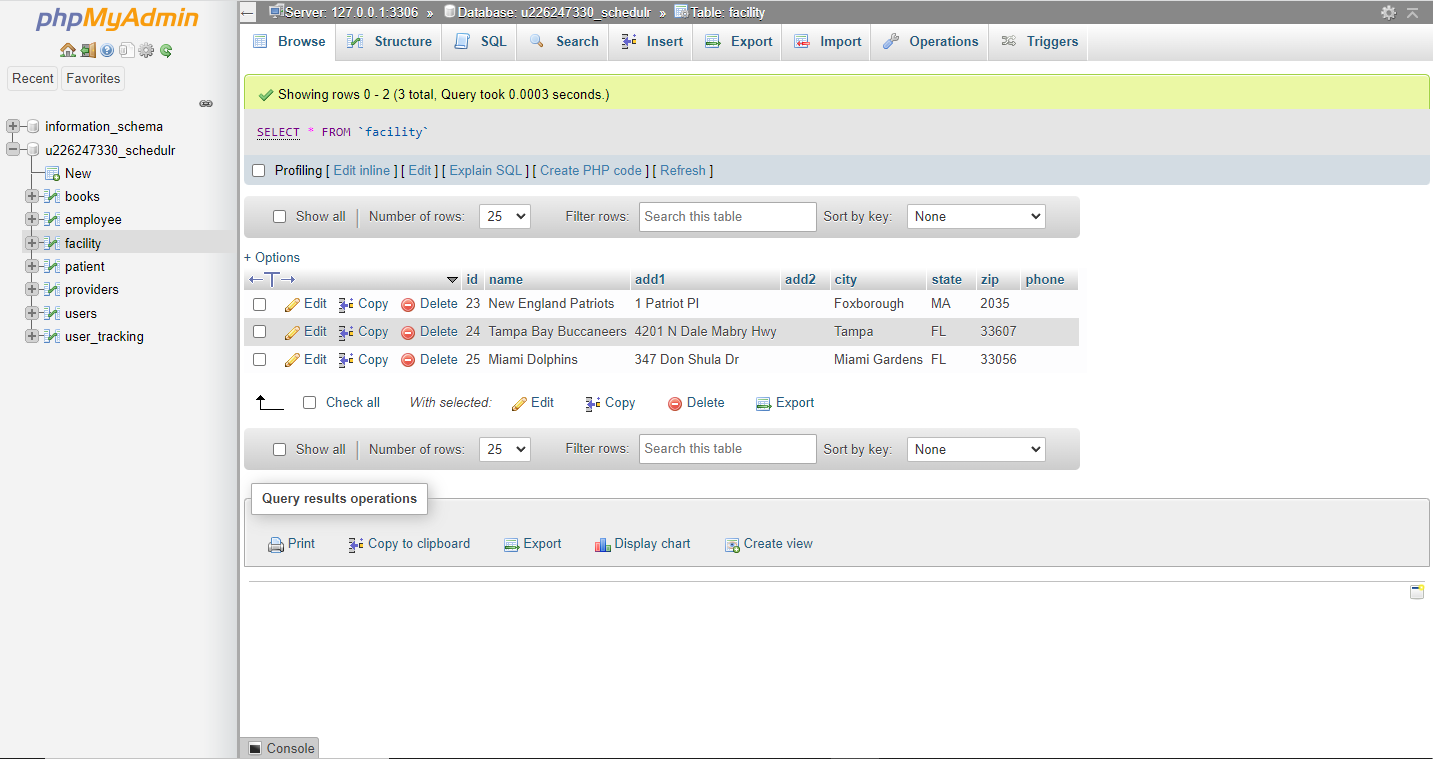 phpMyAdmin
Recent Favorites
information_schema
u226247330_schedulr
New
books
employee
facility
patient
providers
users
user_tracking
Server: 127.0.0.1:3306 » Database: u226247330_schedulr » Table: facility
Browse Structure SQL Search Insert Export Import Operations Triggers
Showing rows 0 - 2 (3 total, Query took 0.0003 seconds.)
SELECT * FROM `facility`
Profiling [ Edit inline ] [ Edit ] [ Explain SQL ] [ Create PHP code ] [ Refresh ]
Show all Number of rows: 25 Filter rows: Search this table Sort by key: None
+ Options
←T→ id name add1 add2 city state zip phone
Edit Copy Delete 23 New England Patriots 1 Patriot Pl Foxborough MA 2035
Edit Copy Delete 24 Tampa Bay Buccaneers 4201 N Dale Mabry Hwy Tampa FL 33607
Edit Copy Delete 25 Miami Dolphins 347 Don Shula Dr Miami Gardens FL 33056
Check all With selected: Edit Copy Delete Export
Show all Number of rows: 25 Filter rows: Search this table Sort by key: None
Query results operations
Print Copy to clipboard Export Display chart Create view
Console